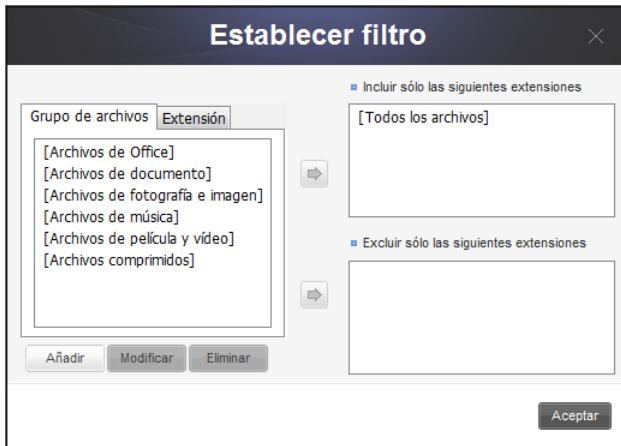 Establecer filtro
Grupo de archivos
Extensión
[Archivos de Office]
[Archivos de documento]
[Archivos de fotografía e imagen]
[Archivos de música]
[Archivos de película y vídeo]
[Archivos comprimidos]
Añadir
Modificar
Eliminar
Incluir sólo las siguientes extensiones
[Todos los archivos]
Excluir sólo las siguientes extensiones
Aceptar